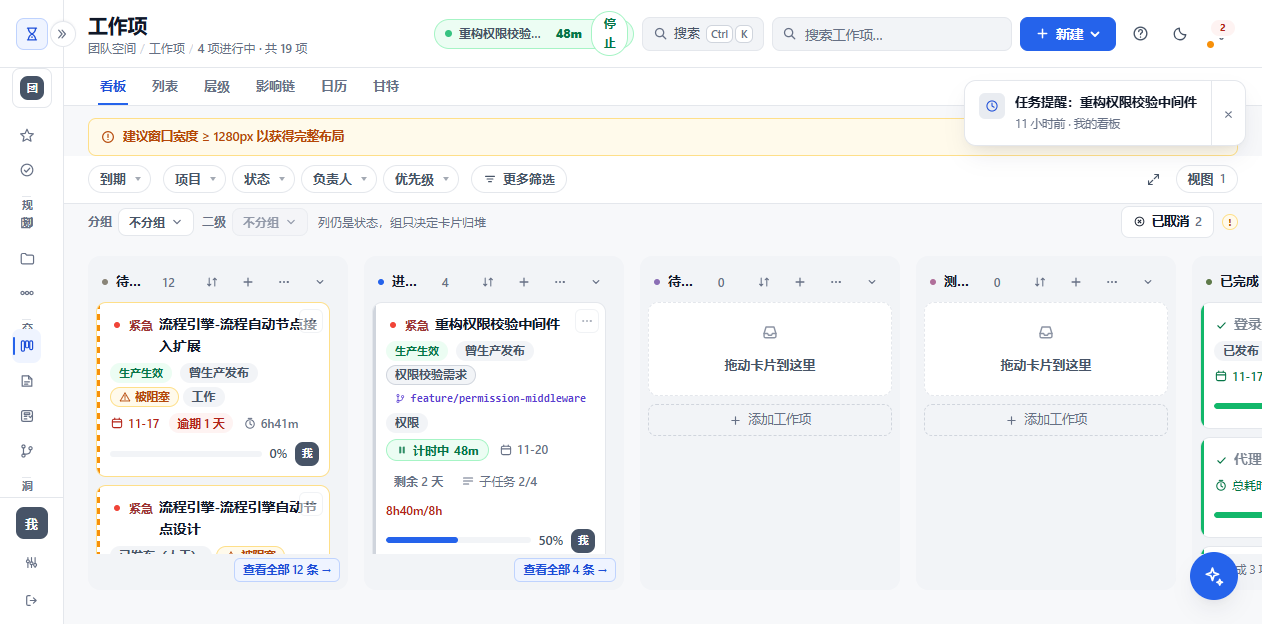 工作项
团队空间 / 工作项 / 4 项进行中 · 共 19 项
重构权限校验... 48m 停止
搜索 Ctrl K
搜索工作项...
新建
2
团
看板 列表 层级 影响链 日历 甘特
任务提醒：重构权限校验中间件
11 小时前 · 我的看板
建议窗口宽度 ≥ 1280px 以获得完整布局
到期 项目 状态 负责人 优先级 更多筛选
视图 1
规
分组 不分组 二级 不分组 列仍是状态，组只决定卡片归堆
已取消 2
待... 12
紧急 流程引擎-流程自动节点接入扩展
生产生效 曾生产发布
被阻塞 工作
11-17 逾期 1 天 6h41m
0% 我
紧急 流程引擎-流程引擎自动节点设计
查看全部 12 条 →
进... 4
紧急 重构权限校验中间件
生产生效 曾生产发布
权限校验需求
feature/permission-middleware
权限
计时中 48m 11-20
剩余 2 天 子任务 2/4
8h40m/8h
50% 我
查看全部 4 条 →
待... 0
拖动卡片到这里
+ 添加工作项
测... 0
拖动卡片到这里
+ 添加工作项
已完成
登录
已发布
11-17
代理
总耗时
成 3 项
洞
我